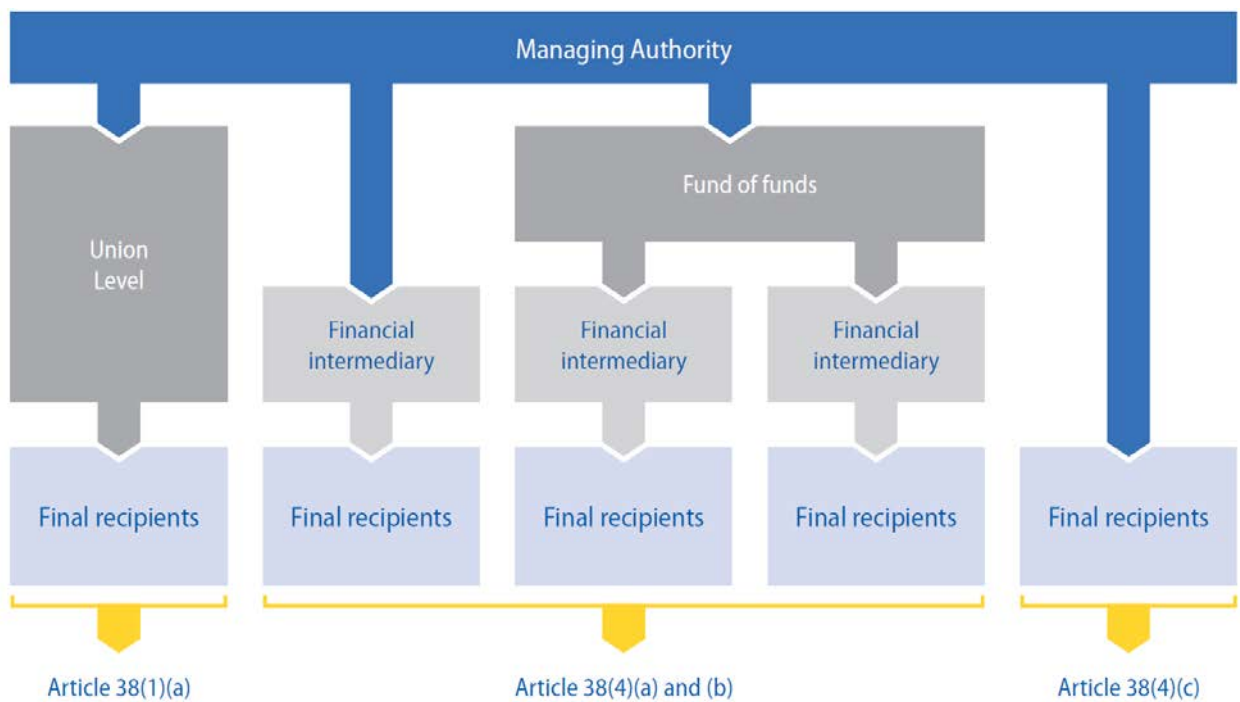 Managing Authority
Fund of funds
Union
Level
Financial
intermediary
Financial
intermediary
Financial
intermediary
Final recipients
Final recipients
Final recipients
Final recipients
Final recipients
Article 38(1)(a)
Article 38(4)(a) and (b)
Article 38(4)(c)